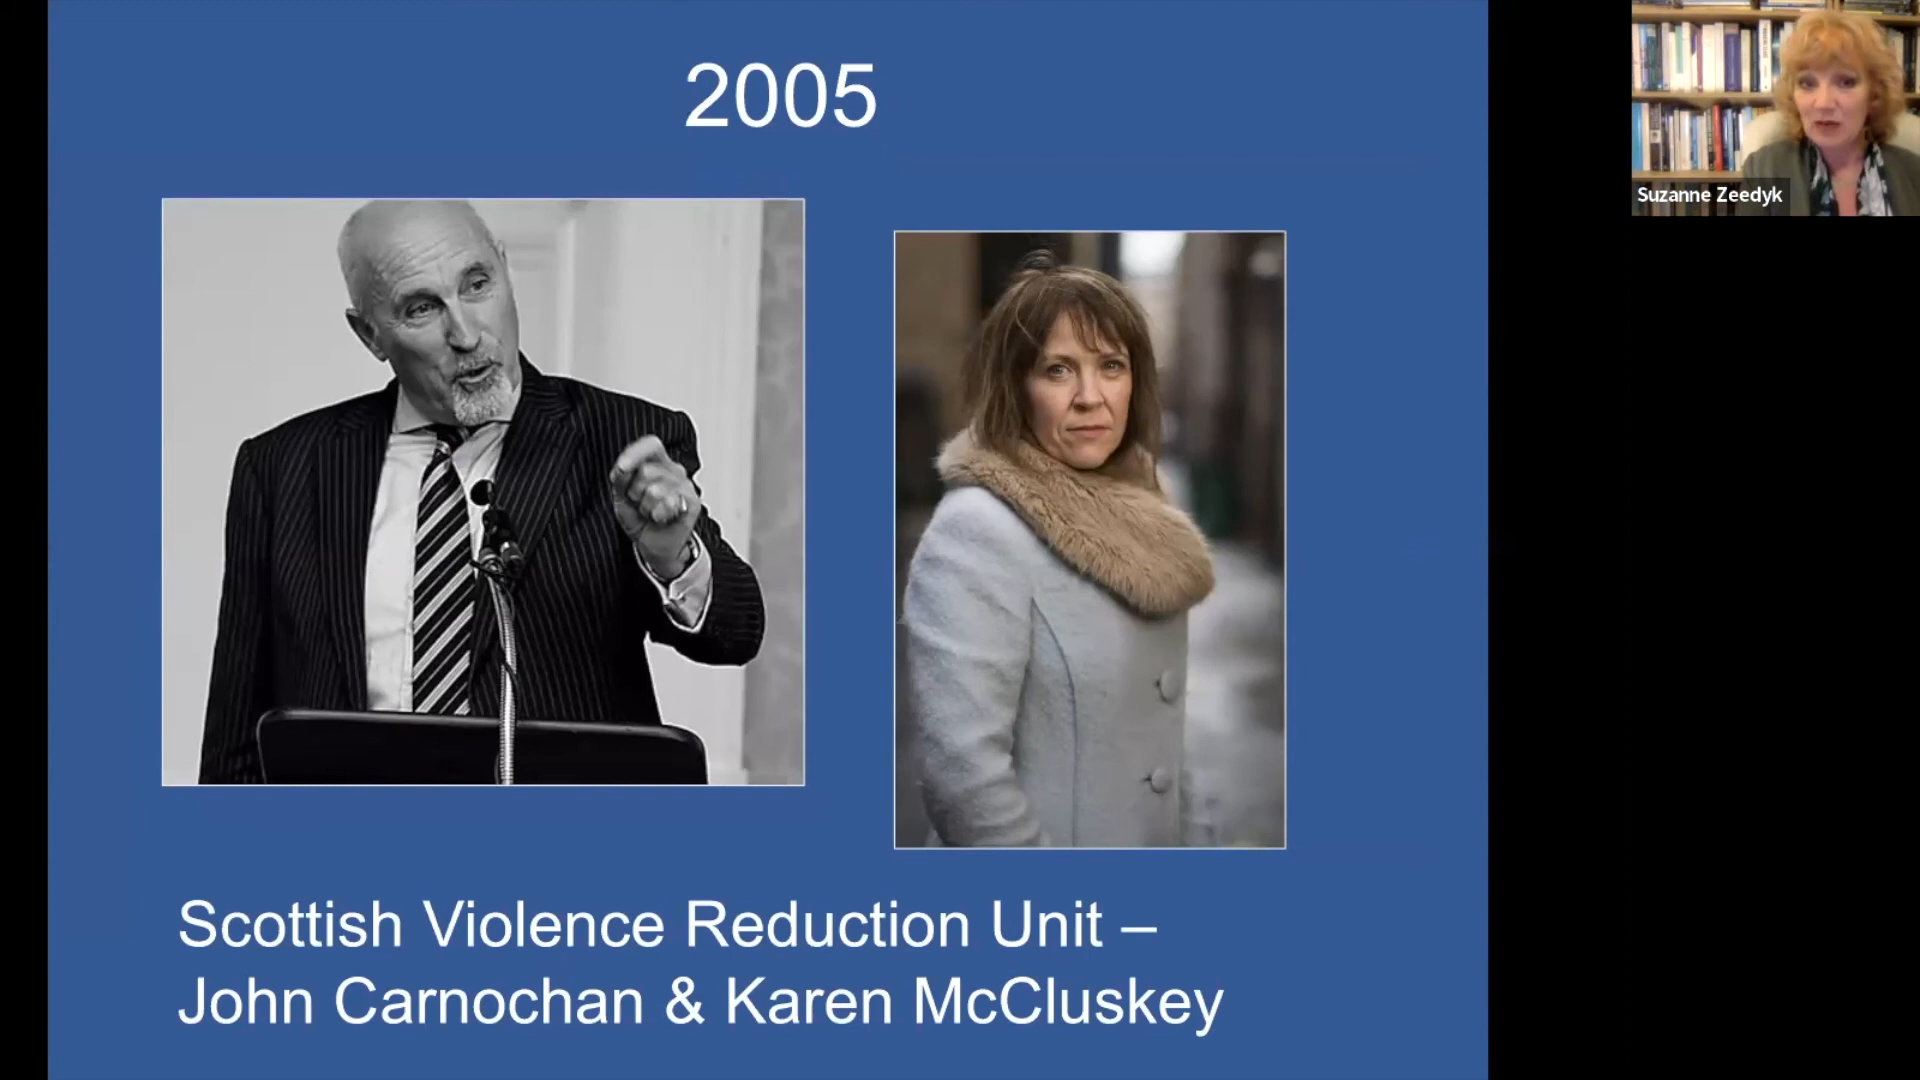 2005
Suzanne Zeedyk
Scottish Violence Reduction Unit –
John Carnochan & Karen McCluskey